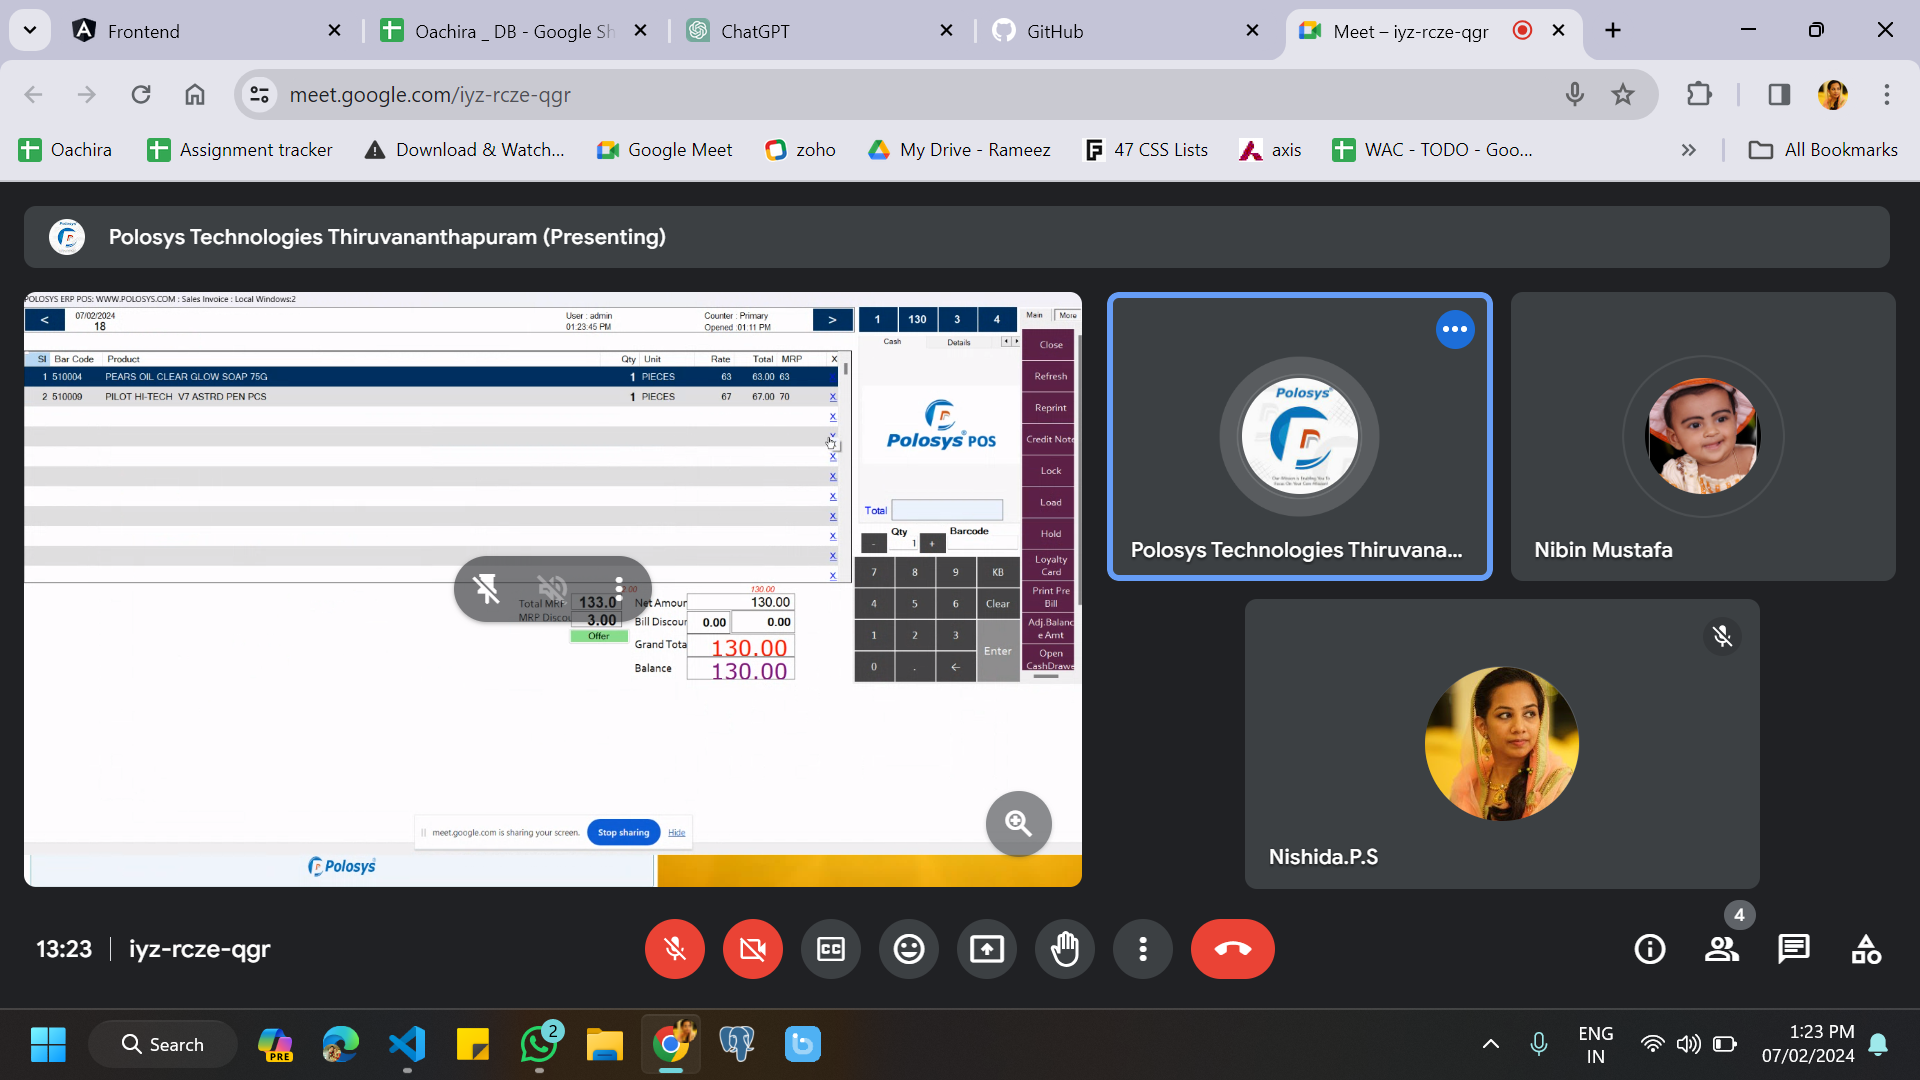 Frontend
Oachira _ DB - Google Sh
ChatGPT
GitHub
Meet – iyz-rcze-qgr
meet.google.com/iyz-rcze-qgr
Oachira
Assignment tracker
Download & Watch...
Google Meet
zoho
My Drive - Rameez
47 CSS Lists
axis
WAC - TODO - Goo...
All Bookmarks
Polosys Technologies Thiruvananthapuram (Presenting)
POLOSYS ERP POS: WWW.POLOSYS.COM : Sales Invoice : Local Windows:2
< 07/02/2024 User : admin Counter : Primary >
18 01:23:45 PM Opened :01:11 PM
1 130 3 4
Main More
Cash Details
Sl Bar Code Product Qty Unit Rate Total MRP X
1 510004 PEARS OIL CLEAR GLOW SOAP 75G 1 PIECES 63 63.00 63
2 510009 PILOT HI-TECH V7 ASTRD PEN PCS 1 PIECES 67 67.00 70 X
X
X
X
X
X
X
X
X
X
Polosys POS
Total
Qty Barcode
- 1 +
7 8 9 KB
4 5 6 Clear
1 2 3 Enter
0 . ←
Close
Refresh
Reprint
Credit Note
Lock
Load
Hold
Loyalty
Card
Print Pre
Bill
Adj.Balanc
e Amt
Open
CashDrawe
130.00
Total MRP 133.0 Net Amoun 130.00
MRP Discou 3.00 Bill Discour 0.00 0.00
Offer
Grand Tota 130.00
Balance 130.00
meet.google.com is sharing your screen. Stop sharing Hide
Polosys
Polosys
Polosys Technologies Thiruvana...
Nibin Mustafa
Nishida.P.S
13:23 iyz-rcze-qgr
CC
4
Search
PRE
2
ENG
IN
1:23 PM
07/02/2024